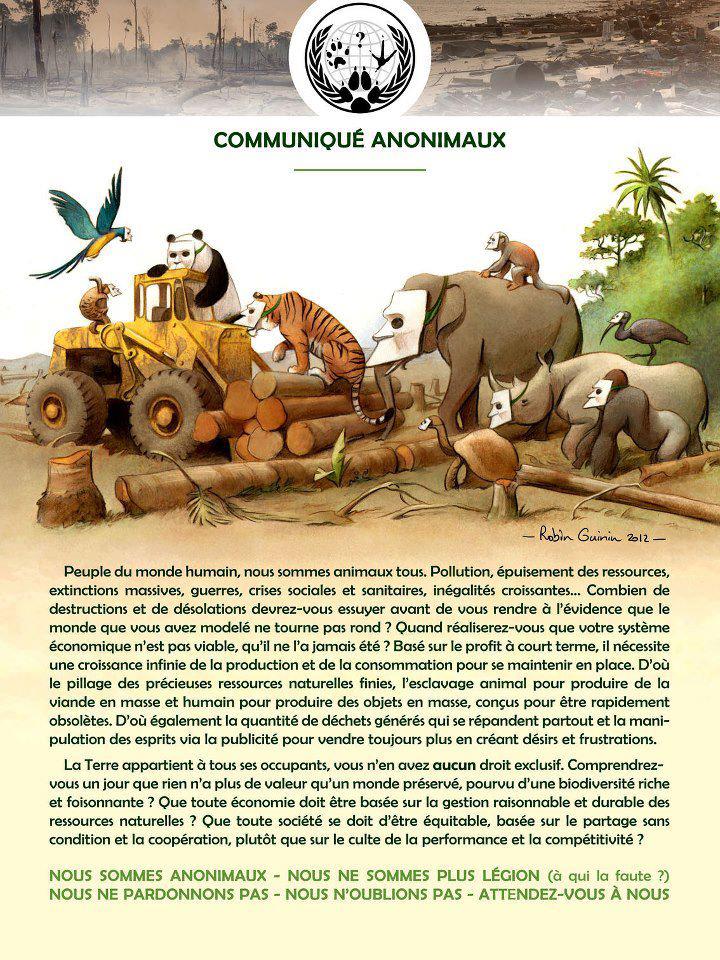 ?
COMMUNIQUÉ ANONIMAUX
— Robin Guinin 2012 —
Peuple du monde humain, nous sommes animaux tous. Pollution, épuisement des ressources,
extinctions massives, guerres, crises sociales et sanitaires, inégalités croissantes... Combien de
destructions et de désolations devrez-vous essuyer avant de vous rendre à l'évidence que le
monde que vous avez modelé ne tourne pas rond ? Quand réaliserez-vous que votre système
économique n'est pas viable, qu'il ne l'a jamais été ? Basé sur le profit à court terme, il nécessite
une croissance infinie de la production et de la consommation pour se maintenir en place. D'où
le pillage des précieuses ressources naturelles finies, l'esclavage animal pour produire de la
viande en masse et humain pour produire des objets en masse, conçus pour être rapidement
obsolètes. D'où également la quantité de déchets générés qui se répandent partout et la mani-
pulation des esprits via la publicité pour vendre toujours plus en créant désirs et frustrations.
La Terre appartient à tous ses occupants, vous n'en avez aucun droit exclusif. Comprendrez-
vous un jour que rien n'a plus de valeur qu'un monde préservé, pourvu d'une biodiversité riche
et foisonnante ? Que toute économie doit être basée sur la gestion raisonnable et durable des
ressources naturelles ? Que toute société se doit d'être équitable, basée sur le partage sans
condition et la coopération, plutôt que sur le culte de la performance et la compétitivité ?
NOUS SOMMES ANONIMAUX - NOUS NE SOMMES PLUS LÉGION (à qui la faute ?)
NOUS NE PARDONNONS PAS - NOUS N'OUBLIONS PAS - ATTENDEZ-VOUS À NOUS